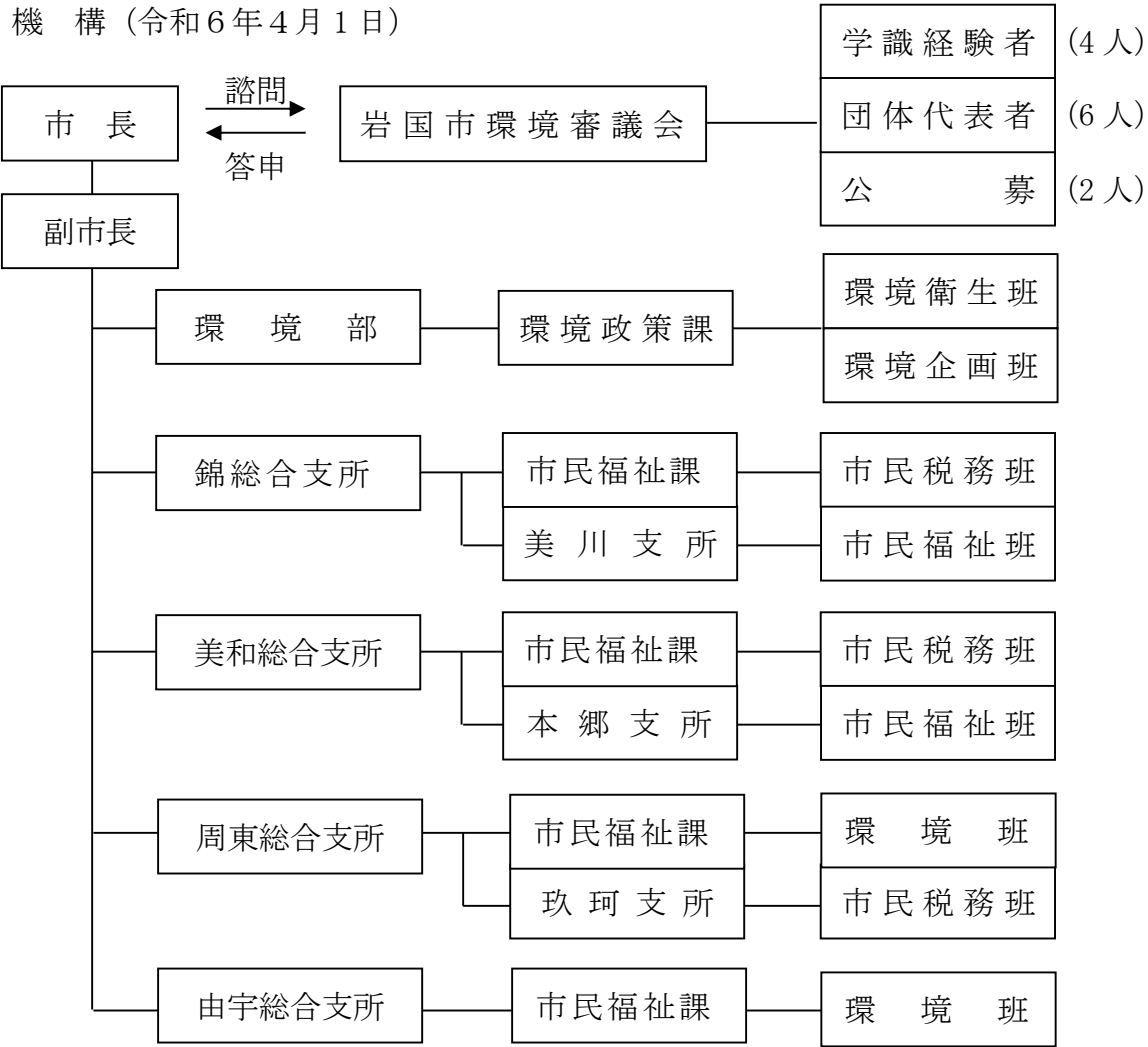 機 構 (令和6年4月1日)
学識経験者 (4人)
諮問
市長 岩国市環境審議会 団体代表者 (6人)
答申
公募 (2人)
副市長
環境衛生班
環境部 環境政策課
環境企画班
錦総合支所 市民福祉課 市民税務班
美川支所 市民福祉班
美和総合支所 市民福祉課 市民税務班
本郷支所 市民福祉班
周東総合支所 市民福祉課 環境班
玖珂支所 市民税務班
由宇総合支所 市民福祉課 環境班